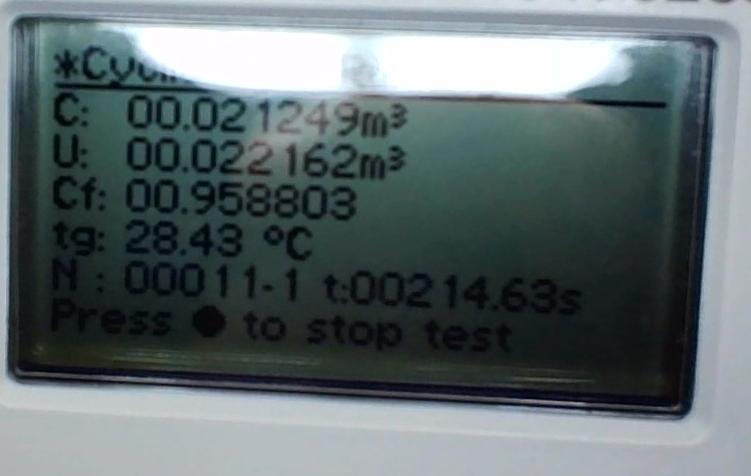 C: 00.021249m³
U: 00.022162m³
Cf: 00.958803
tg: 28.43 °C
N : 00011-1 t:00214.63s
Press ● to stop test